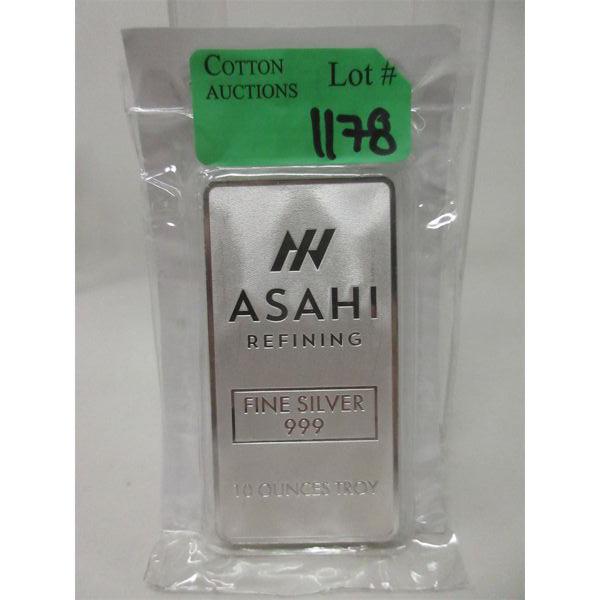 COTTON Lot #
AUCTIONS
1178
ASAHI
REFINING
FINE SILVER
999
10 OUNCES TROY